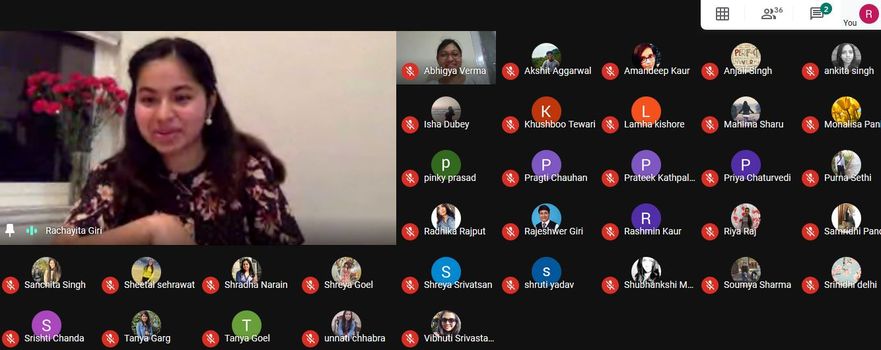 36
2
You
R
Rachayita Giri
Abhigya Verma
Akshit Aggarwal
Amandeep Kaur
Anjali Singh
ankita singh
Isha Dubey
K
Khushboo Tewari
L
Lamha kishore
Mahima Sharu
Monalisa Pan
p
pinky prasad
P
Pragti Chauhan
P
Prateek Kathpal...
P
Priya Chaturvedi
Purna Sethi
Radhika Rajput
Rajeshwer Giri
R
Rashmin Kaur
Riya Raj
Samridhi Pand
Sanchita Singh
Sheetal sehrawat
Shradha Narain
Shreya Goel
S
Shreya Srivatsan
s
shruti yadav
Shubhankshi M...
Soumya Sharma
Srinidhi delhi
S
Srishti Chanda
Tanya Garg
T
Tanya Goel
unnati chhabra
Vibhuti Srivasta...